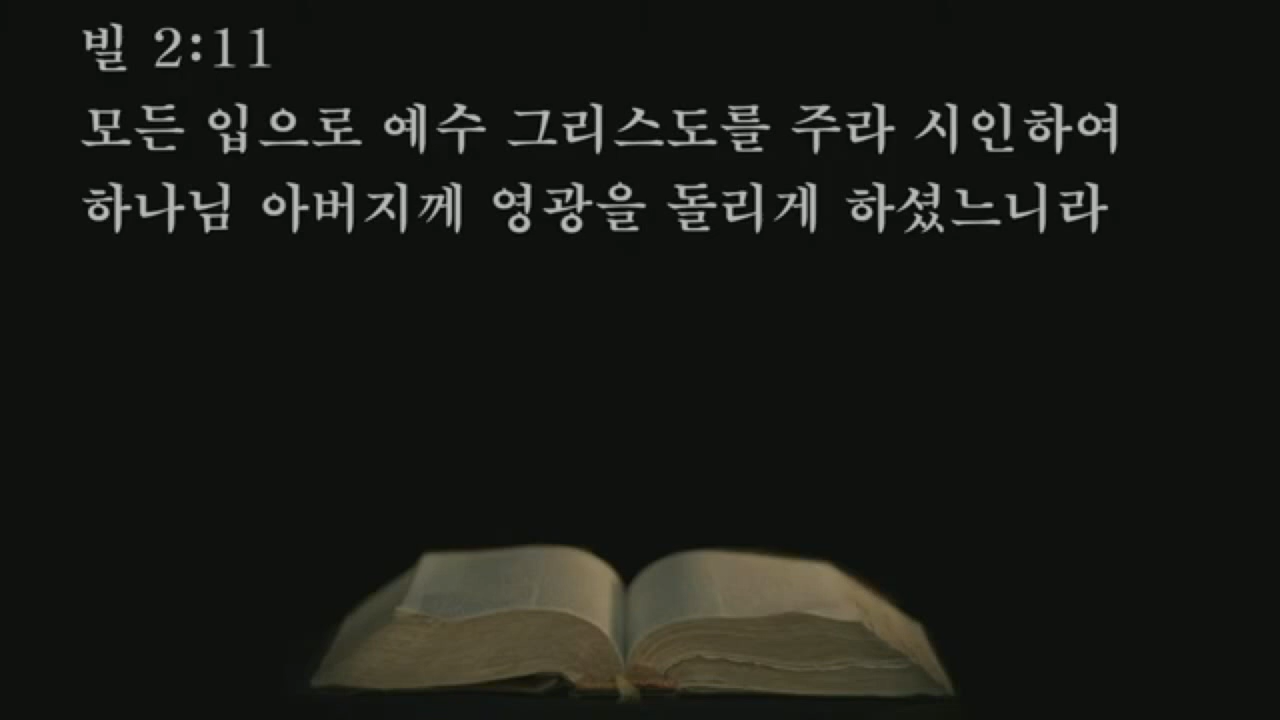 빌 2:11
모든 입으로 예수 그리스도를 주라 시인하여
하나님 아버지께 영광을 돌리게 하셨느니라